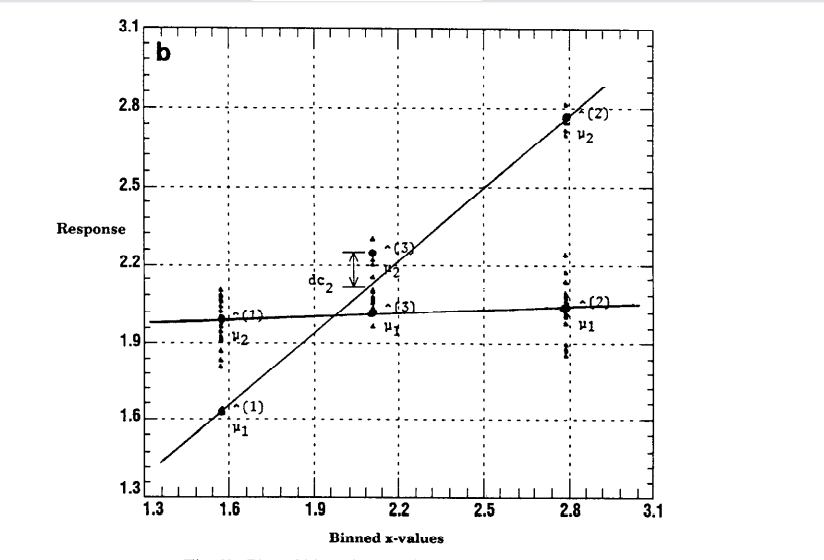 3.1
b
2.8
^(2)
μ2
2.5
Response
^(3)
μ2
2.2
dc2
^(1)
μ2
^(3)
μ1
^(2)
μ1
1.9
^(1)
μ1
1.6
1.3
1.3 1.6 1.9 2.2 2.5 2.8 3.1
Binned x-values